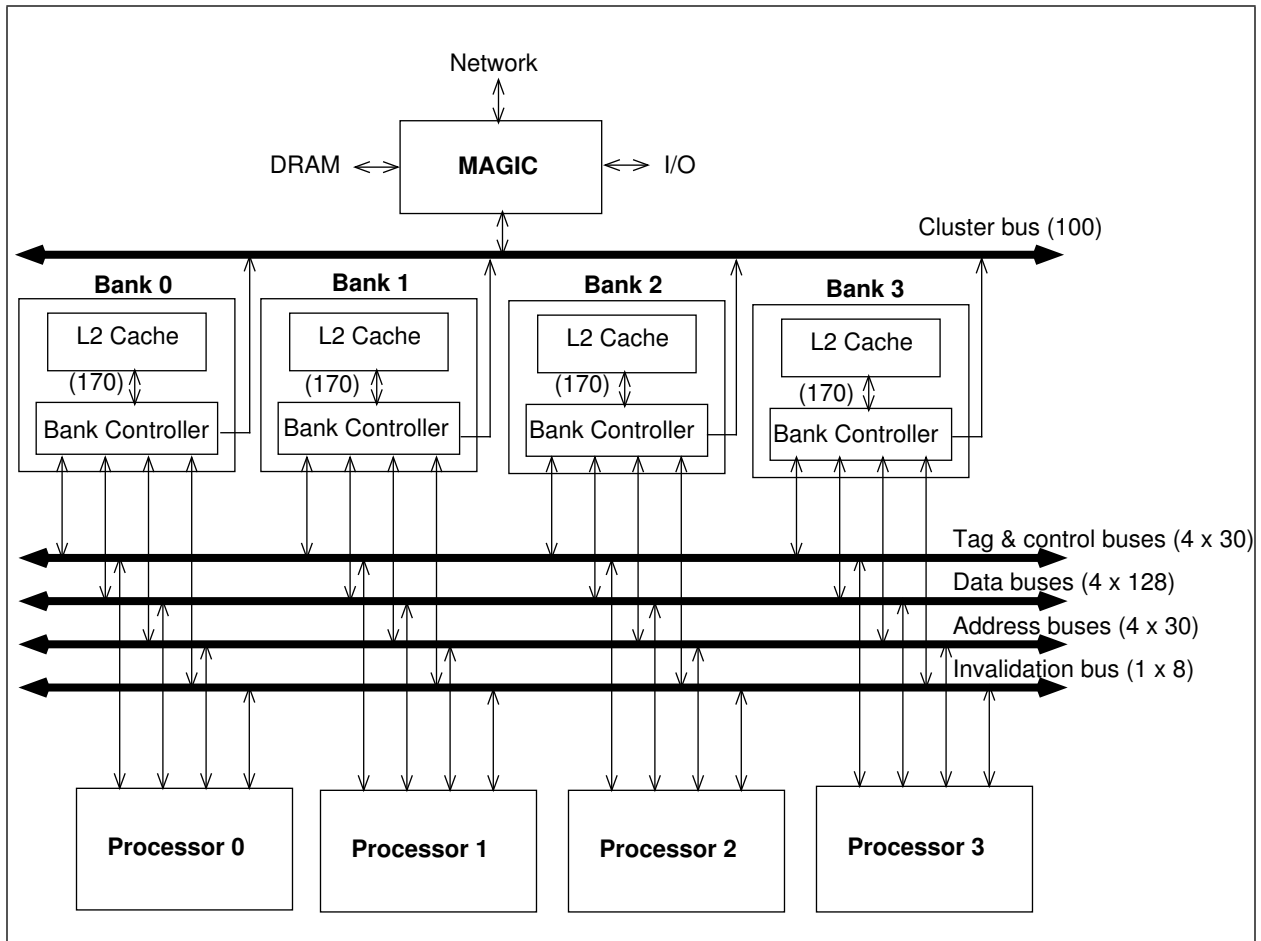 Network
DRAM
MAGIC
I/O
Cluster bus (100)
Bank 0
Bank 1
Bank 2
Bank 3
L2 Cache
L2 Cache
L2 Cache
L2 Cache
(170)
(170)
(170)
(170)
Bank Controller
Bank Controller
Bank Controller
Bank Controller
Tag & control buses (4 x 30)
Data buses (4 x 128)
Address buses (4 x 30)
Invalidation bus (1 x 8)
Processor 0
Processor 1
Processor 2
Processor 3